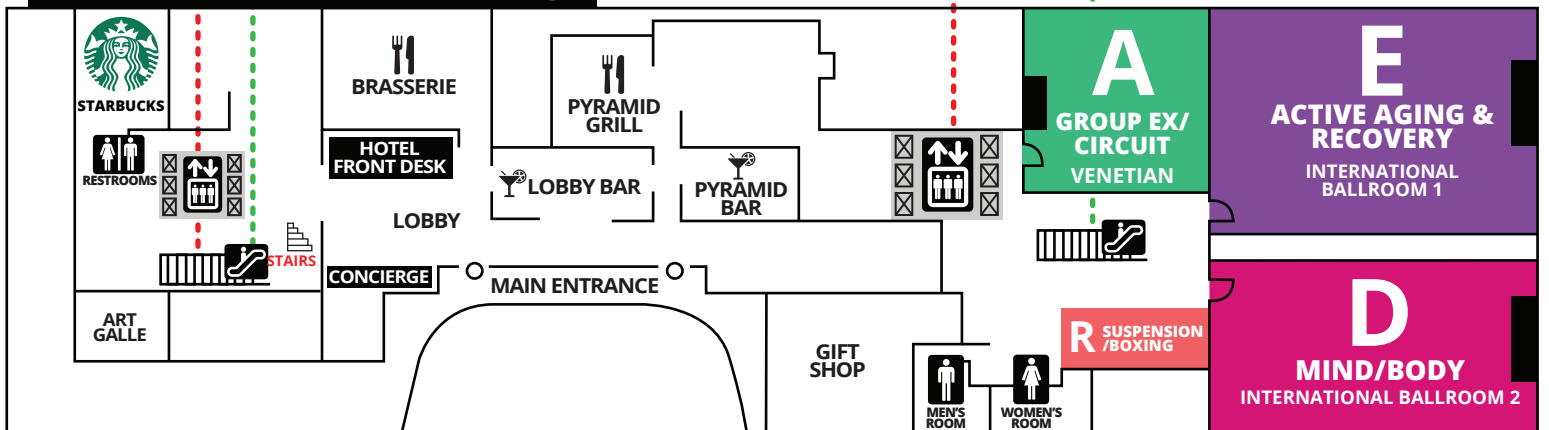 STARBUCKS
RESTROOMS
STAIRS
ART
GALLE
BRASSERIE
HOTEL
FRONT DESK
LOBBY
CONCIERGE
PYRAMID
GRILL
LOBBY BAR
PYRAMID
BAR
MAIN ENTRANCE
GIFT
SHOP
MEN'S
ROOM
WOMEN'S
ROOM
A
GROUP EX/
CIRCUIT
VENETIAN
R SUSPENSION
/BOXING
E
ACTIVE AGING &
RECOVERY
INTERNATIONAL
BALLROOM 1
D
MIND/BODY
INTERNATIONAL BALLROOM 2